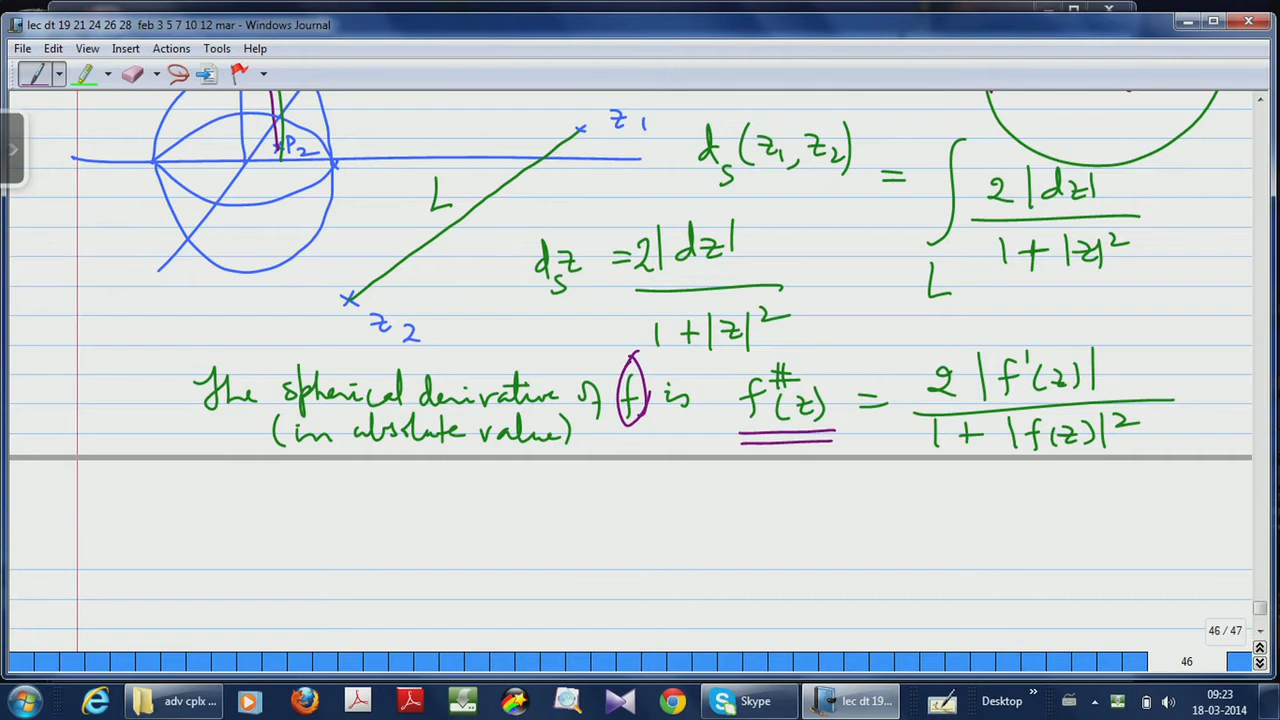 lec dt 19 21 24 26 28 feb 3 5 7 10 12 mar - Windows Journal
File Edit View Insert Actions Tools Help
P₂
z₁
L
z₂
d_s(z₁, z₂) = ∫_L 2|dz| / (1 + |z|²)
d_s z = 2|dz| / (1 + |z|²)
The spherical derivative of f is f^#(z) = 2|f'(z)| / (1 + |f(z)|²)
(in absolute value)
46 / 47
46
adv cplx ...
Skype
lec dt 19...
Desktop
09:23
18-03-2014